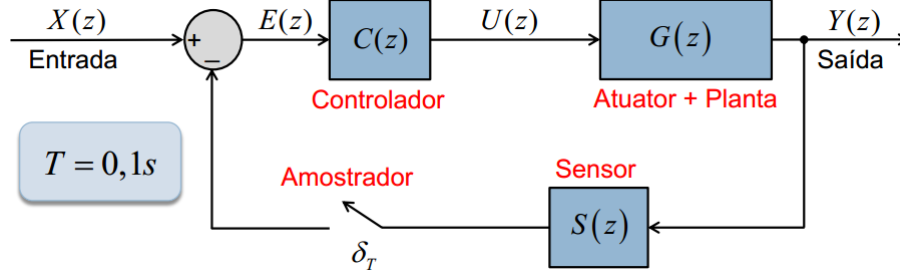 X(z)
Entrada
+
−
E(z)
C(z)
Controlador
U(z)
G(z)
Atuator + Planta
Y(z)
Saída
T = 0,1s
Amostrador
δ_T
Sensor
S(z)